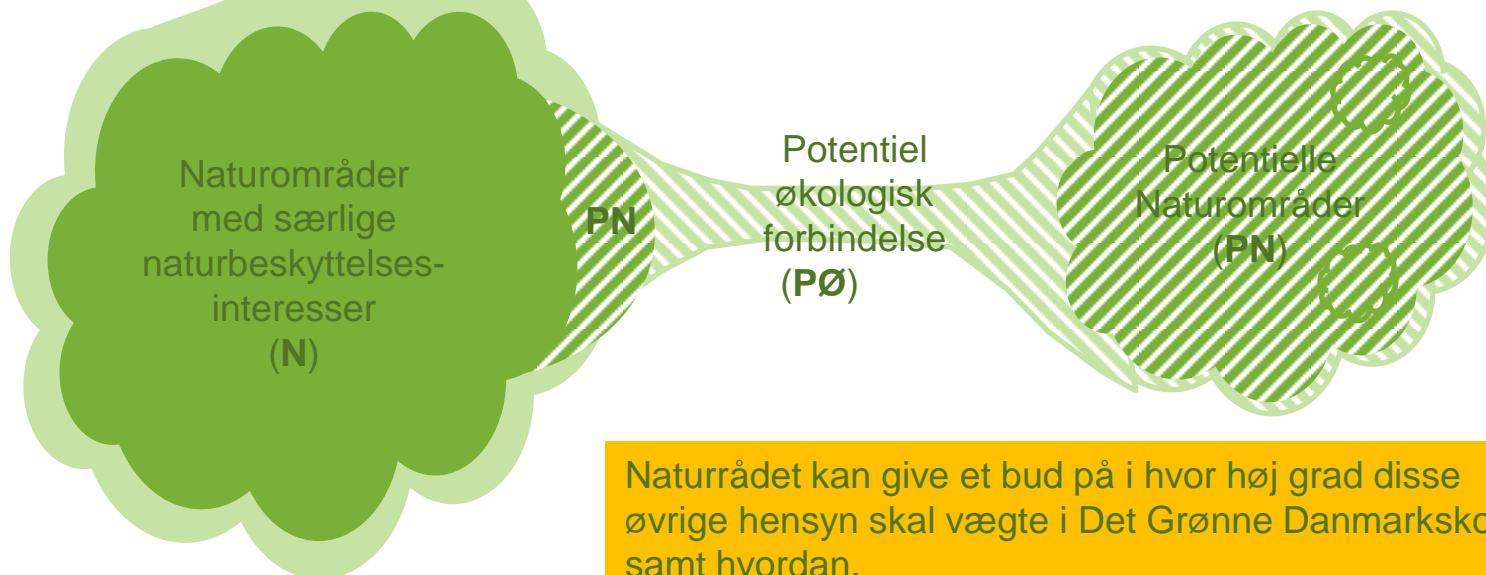 Naturområder
med særlige
naturbeskyttelses-
interesser
(N)
PN
Potentiel
økologisk
forbindelse
(PØ)
Potentielle
Naturområder
(PN)
Naturrådet kan give et bud på i hvor høj grad disse
øvrige hensyn skal vægte i Det Grønne
samt hvordan.